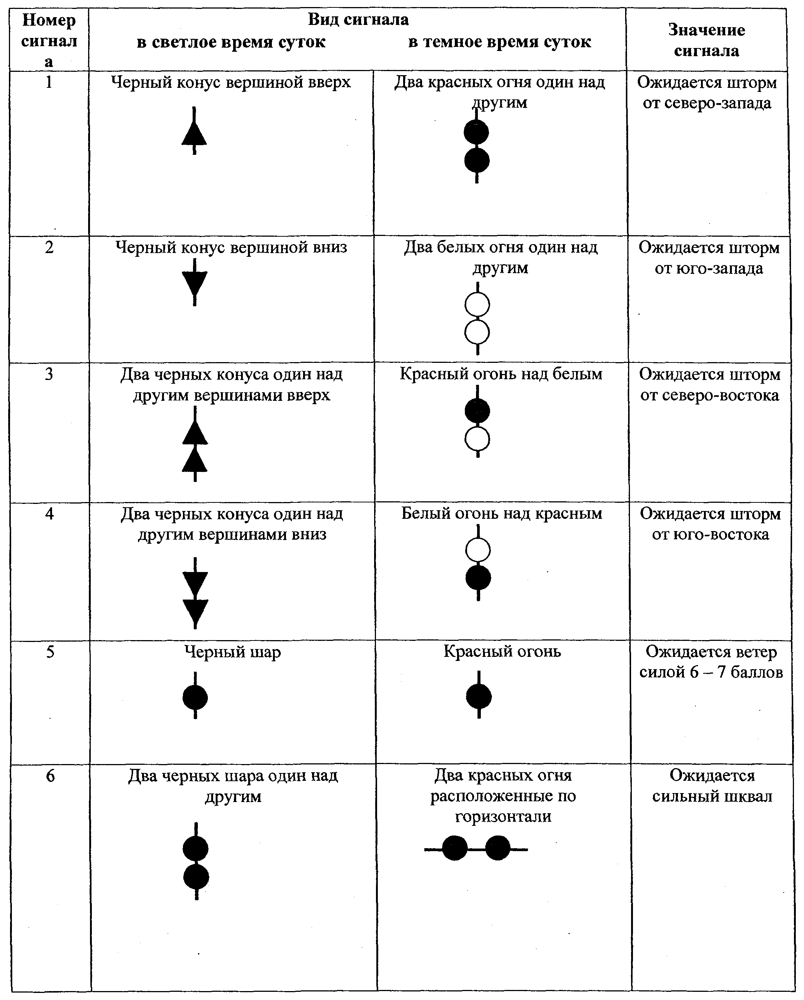 Номер
сигнал
а
Вид сигнала
в светлое время суток
в темное время суток
Значение
сигнала
1
Черный конус вершиной вверх
Два красных огня один над
другим
Ожидается шторм
от северо-запада
2
Черный конус вершиной вниз
Два белых огня один над
другим
Ожидается шторм
от юго-запада
3
Два черных конуса один над
другим вершинами вверх
Красный огонь над белым
Ожидается шторм
от северо-востока
4
Два черных конуса один над
другим вершинами вниз
Белый огонь над красным
Ожидается шторм
от юго-востока
5
Черный шар
Красный огонь
Ожидается ветер
силой 6 – 7 баллов
6
Два черных шара один над
другим
Два красных огня
расположенные по
горизонтали
Ожидается
сильный шквал